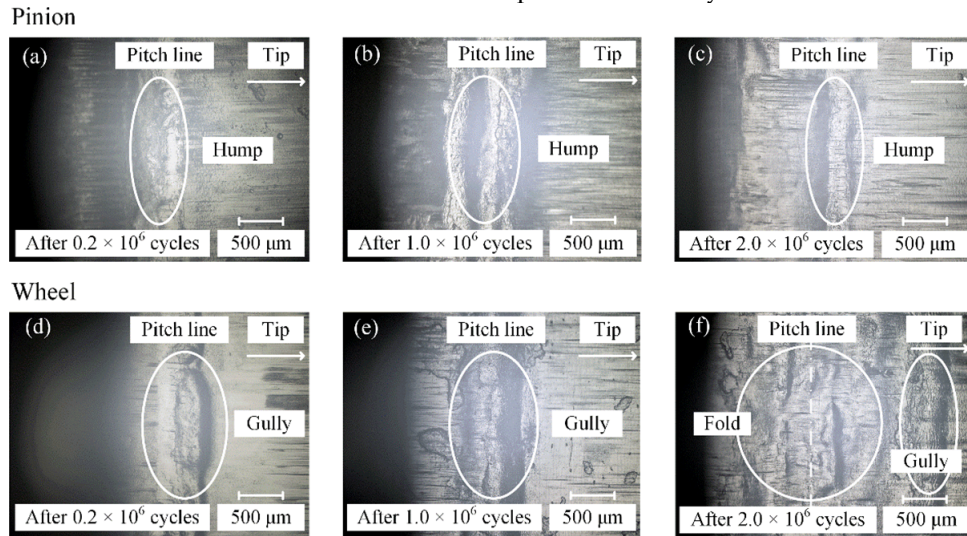 Pinion
(a) Pitch line Tip
Hump
After 0.2 × 10⁶ cycles 500 μm
(b) Pitch line Tip
Hump
After 1.0 × 10⁶ cycles 500 μm
(c) Pitch line Tip
Hump
After 2.0 × 10⁶ cycles 500 μm
Wheel
(d) Pitch line Tip
Gully
After 0.2 × 10⁶ cycles 500 μm
(e) Pitch line Tip
Gully
After 1.0 × 10⁶ cycles 500 μm
(f) Pitch line Tip
Fold
Gully
After 2.0 × 10⁶ cycles 500 μm